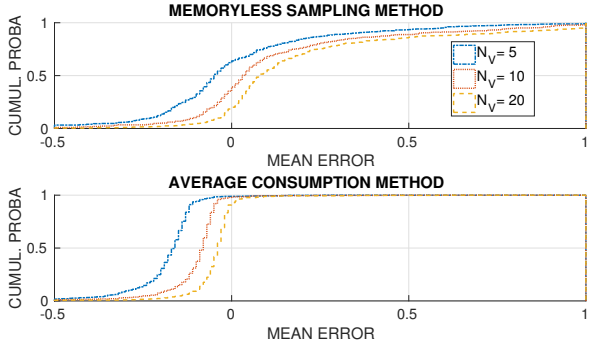 MEMORYLESS SAMPLING METHOD
CUMUL. PROBA
1
0.5
0
N_V= 5
N_V= 10
N_V= 20
-0.5 0 0.5 1
MEAN ERROR
AVERAGE CONSUMPTION METHOD
CUMUL. PROBA
1
0.5
0
-0.5 0 0.5 1
MEAN ERROR